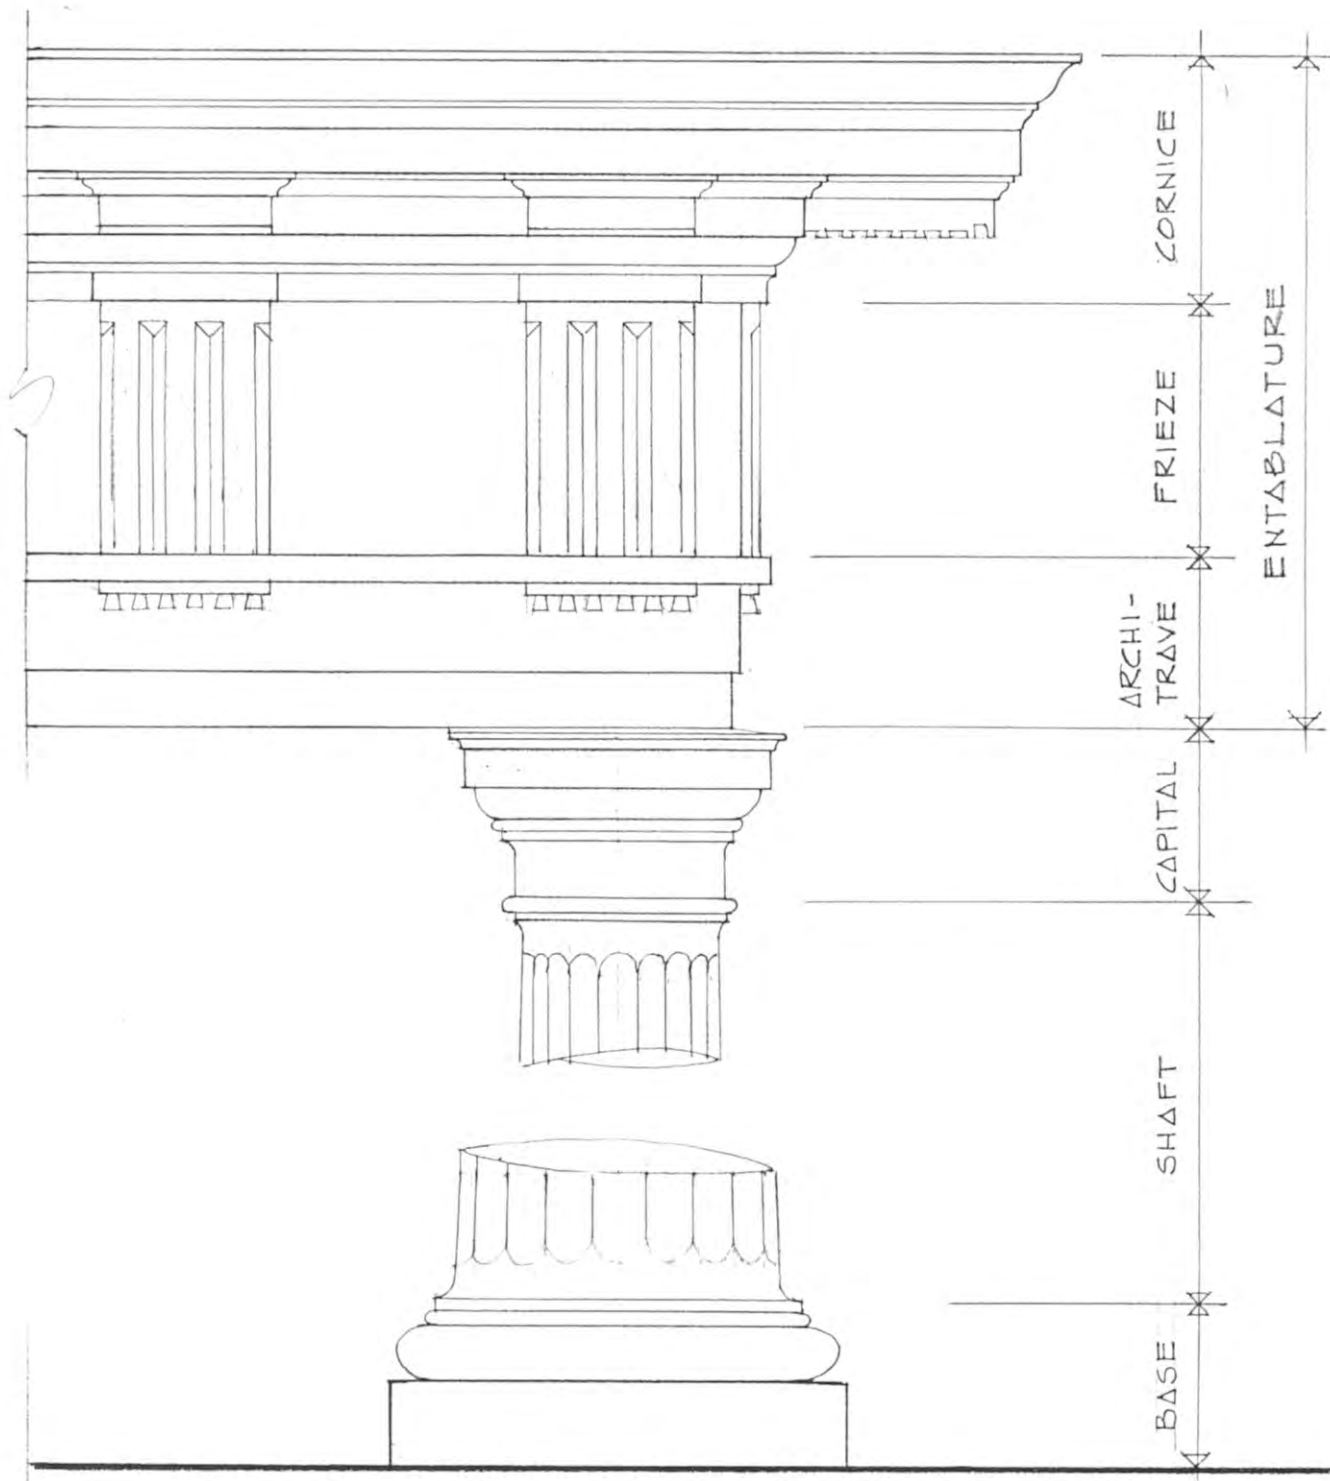 CORNICE
FRIEZE
ENTABLATURE
ARCHI-
TRAVE
CAPITAL
SHAFT
BASE